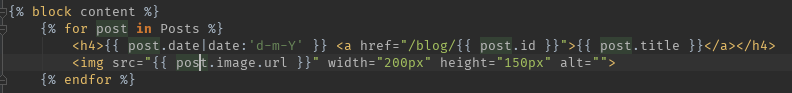 {% block content %}
{% for post in Posts %}
<h4>{{ post.date|date:'d-m-Y' }} <a href="/blog/{{ post.id }}">{{ post.title }}</a></h4>
<img src="{{ post.image.url }}" width="200px" height="150px" alt="">
{% endfor %}